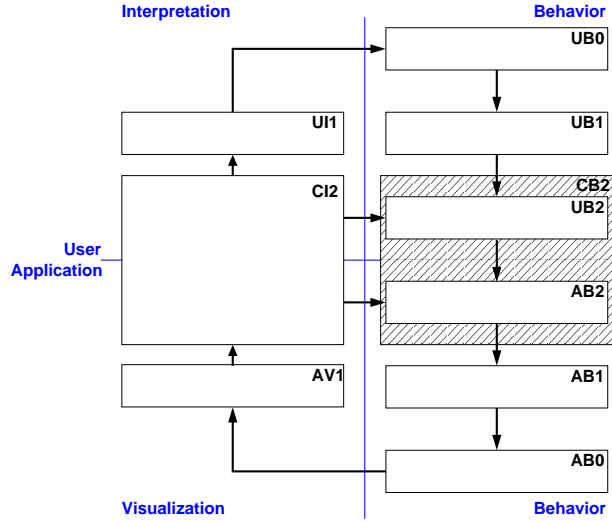 Interpretation
Behavior
UB0
UI1
UB1
CI2
CB2
UB2
User
Application
AB2
AV1
AB1
AB0
Visualization
Behavior